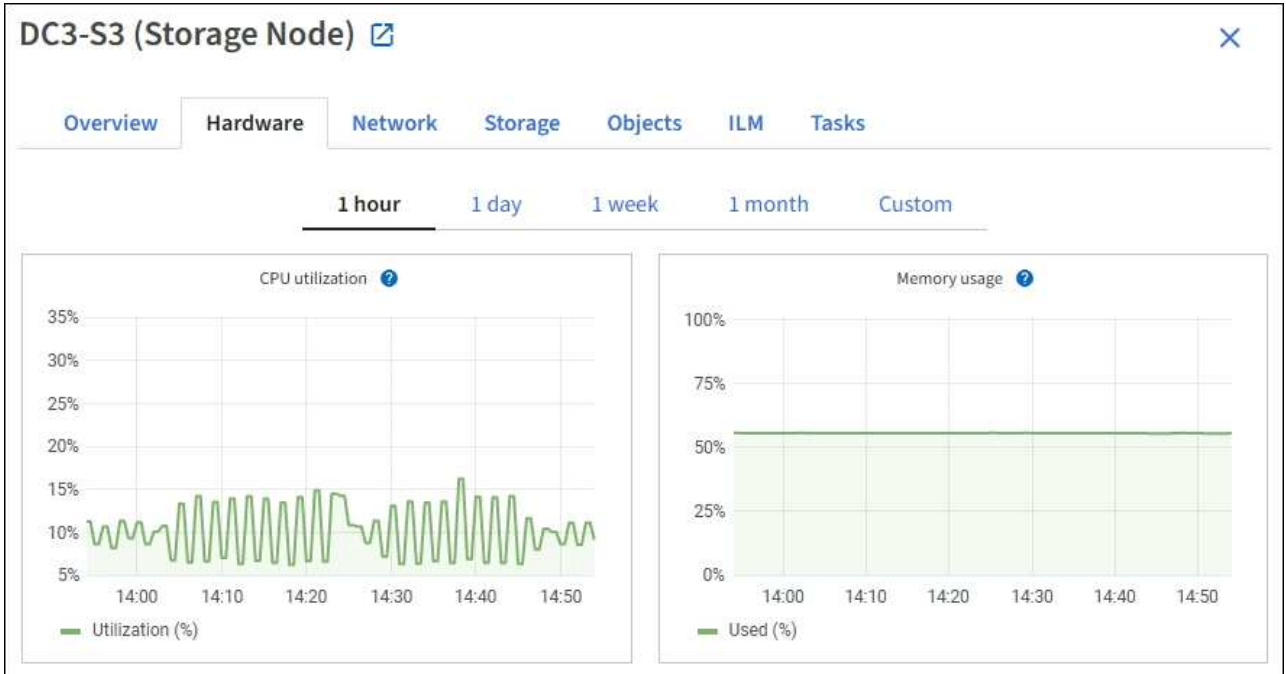 DC3-S3 (Storage Node)
Overview Hardware Network Storage Objects ILM Tasks
1 hour 1 day 1 week 1 month Custom
CPU utilization ?
35%
30%
25%
20%
15%
10%
5%
14:00 14:10 14:20 14:30 14:40 14:50
Utilization (%)
Memory usage ?
100%
75%
50%
25%
0%
14:00 14:10 14:20 14:30 14:40 14:50
Used (%)